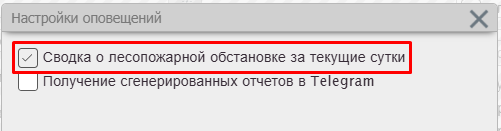 Настройки оповещений
Сводка о лесопожарной обстановке за текущие сутки
Получение сгенерированных отчетов в Telegram